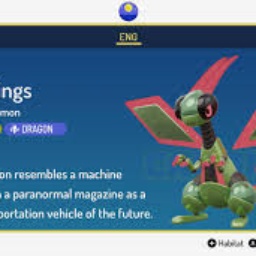 ENG
ings
mon
DRAGON
on resembles a machine
a paranormal magazine as a
portation vehicle of the future.
Habitat